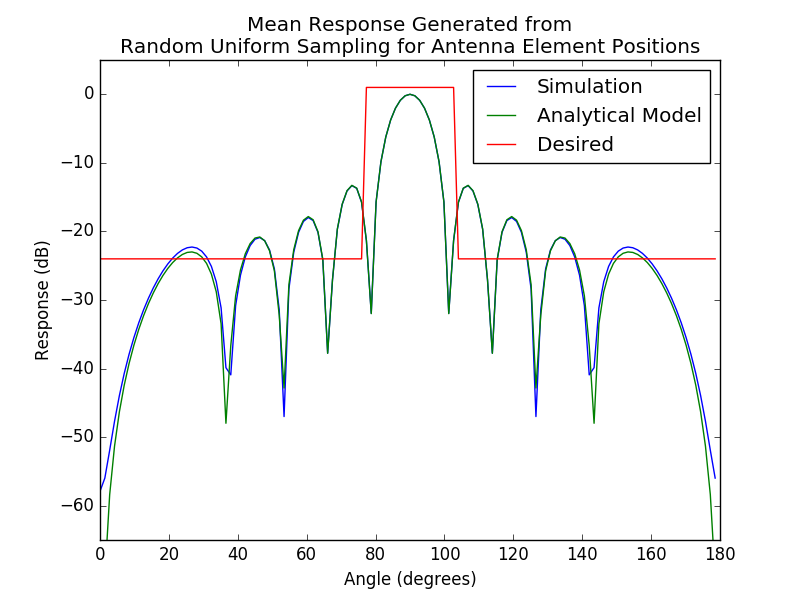 Mean Response Generated from
Random Uniform Sampling for Antenna Element Positions
Simulation
Analytical Model
Desired
Response (dB)
0
−10
−20
−30
−40
−50
−60
0 20 40 60 80 100 120 140 160 180
Angle (degrees)